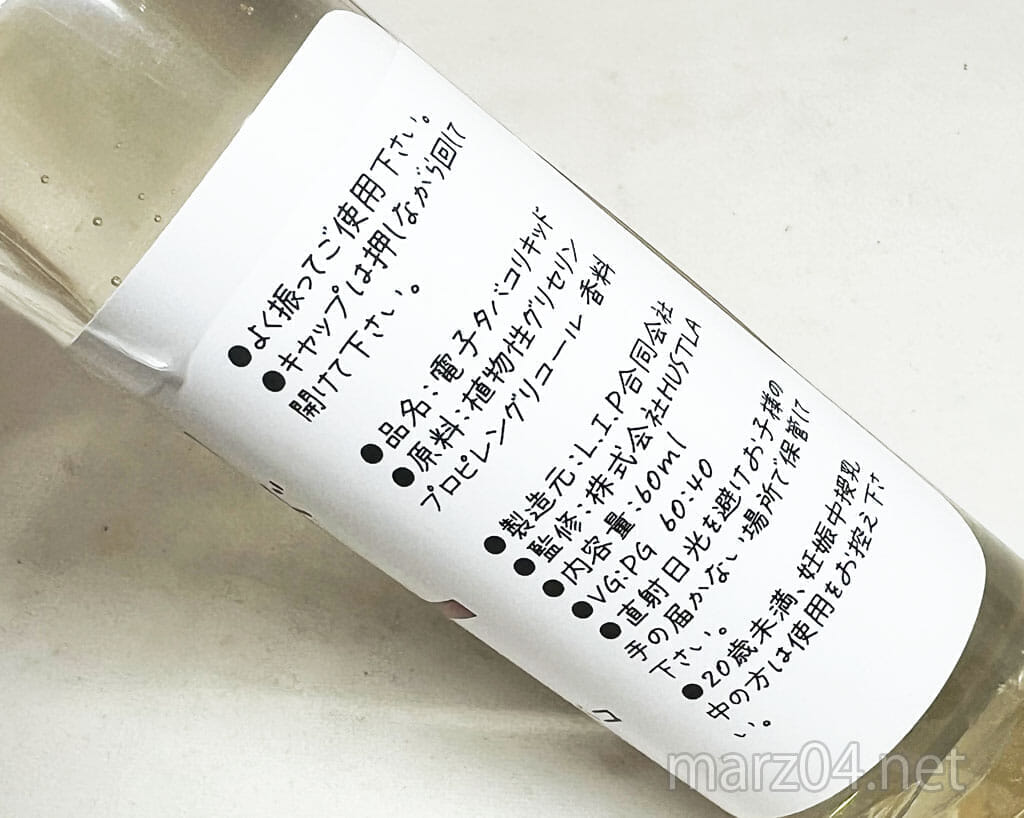 ●よく振ってご使用下さい。
●キャップは押しながら回して
開けて下さい。
●品名：電子タバコリキッド
●原料：植物性グリセリン
プロピレングリコール 香料
●製造元：L.I.P合同会社
●監修：株式会社HUSTLA
●内容量：60ml
●VG:PG 60:40
●直射日光を避けお子様の
手の届かない場所で保管して
下さい。
●20歳未満、妊娠中授乳
中の方は使用をお控え下さ
い。
marz04.net